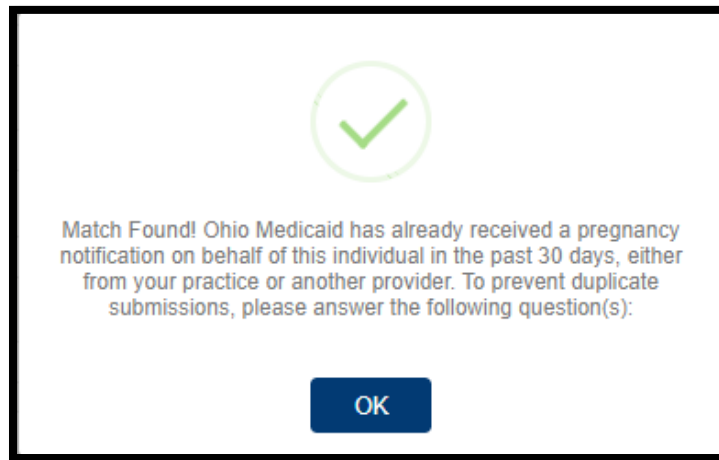 Match Found! Ohio Medicaid has already received a pregnancy
notification on behalf of this individual in the past 30 days, either
from your practice or another provider. To prevent duplicate
submissions, please answer the following question(s):
OK